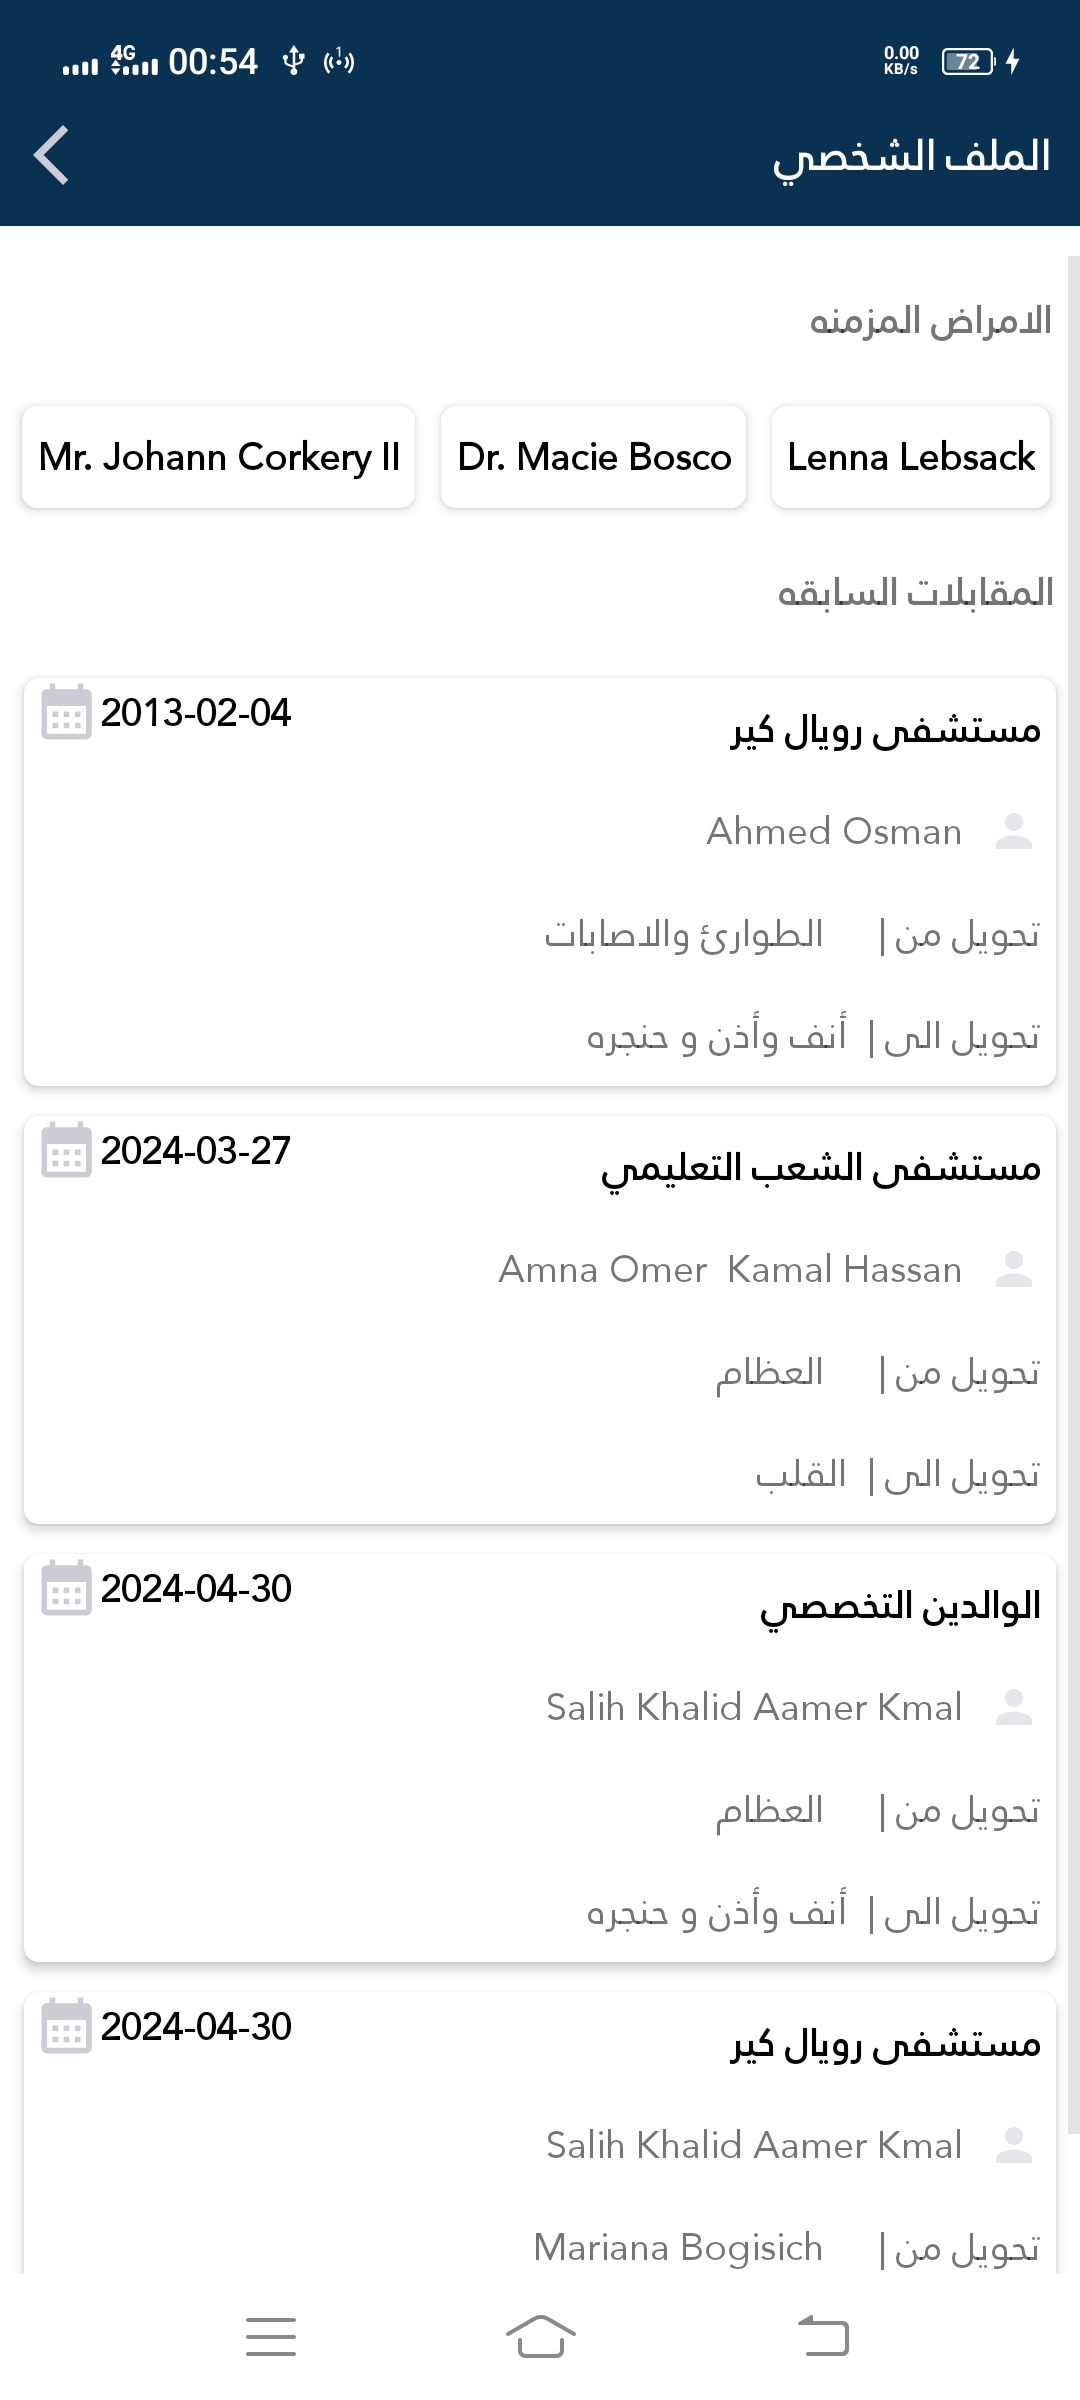 4G 00:54 1 0.00 KB/s 72
الملف الشخصي
الامراض المزمنه
Lenna Lebsack
Dr. Macie Bosco
Mr. Johann Corkery II
المقابلات السابقه
مستشفى رويال كير 2013-02-04
Ahmed Osman
تحويل من | الطوارئ والاصابات
تحويل الى | أنف وأذن و حنجره
مستشفى الشعب التعليمي 2024-03-27
Amna Omer Kamal Hassan
تحويل من | العظام
تحويل الى | القلب
الوالدين التخصصي 2024-04-30
Salih Khalid Aamer Kmal
تحويل من | العظام
تحويل الى | أنف وأذن و حنجره
مستشفى رويال كير 2024-04-30
Salih Khalid Aamer Kmal
تحويل من | Mariana Bogisich